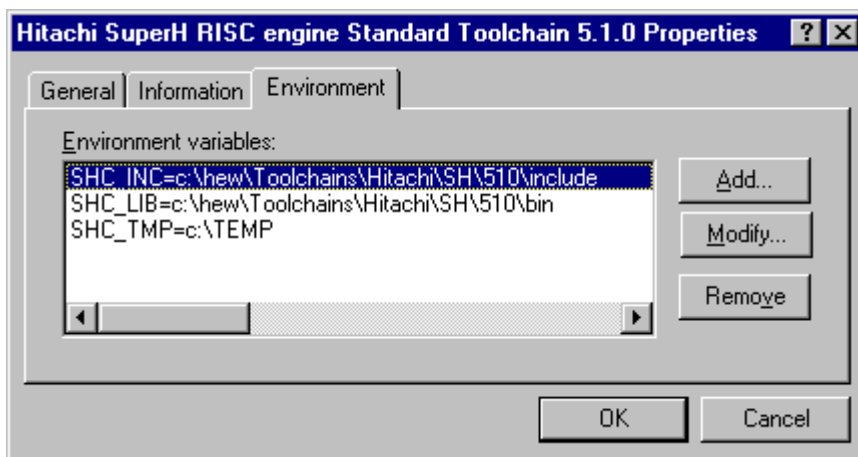 Hitachi SuperH RISC engine Standard Toolchain 5.1.0 Properties
General Information Environment
Environment variables:
SHC_INC=c:\hew\Toolchains\Hitachi\SH\510\include
SHC_LIB=c:\hew\Toolchains\Hitachi\SH\510\bin
SHC_TMP=c:\TEMP
Add...
Modify...
Remove
OK Cancel